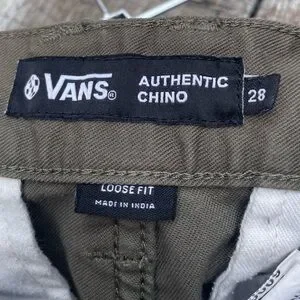 VANS®
AUTHENTIC
CHINO
28
LOOSE FIT
MADE IN INDIA